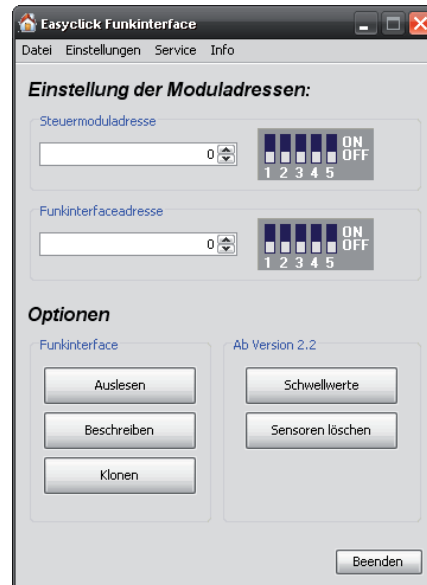 Easyclick Funkinterface
Datei Einstellungen Service Info
Einstellung der Moduladressen:
Steuermoduladresse
0
ON
OFF
1 2 3 4 5
Funkinterfaceadresse
0
ON
OFF
1 2 3 4 5
Optionen
Funkinterface
Auslesen
Beschreiben
Klonen
Ab Version 2.2
Schwellwerte
Sensoren löschen
Beenden